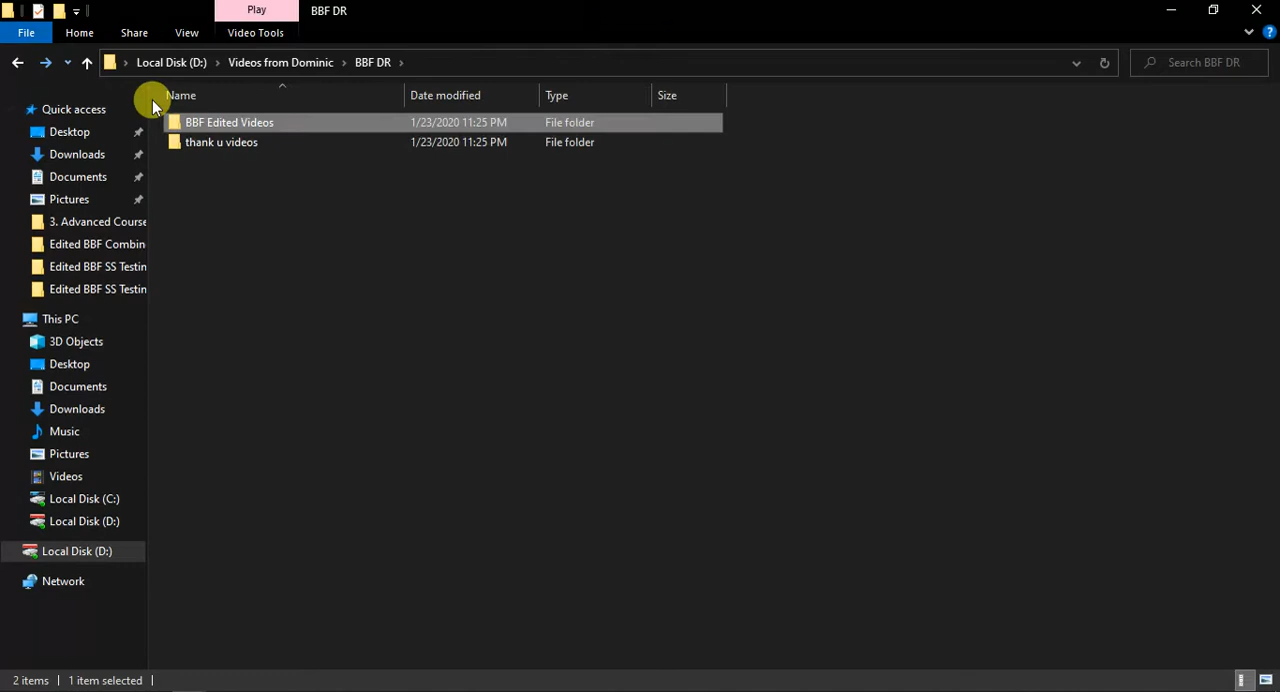 Play
BBF DR
File
Home
Share
View
Video Tools
?
Local Disk (D:)
Videos from Dominic
BBF DR
Search BBF DR
Name
Date modified
Type
Size
BBF Edited Videos
1/23/2020 11:25 PM
File folder
thank u videos
1/23/2020 11:25 PM
File folder
Quick access
Desktop
Downloads
Documents
Pictures
3. Advanced Course
Edited BBF Combin
Edited BBF SS Testin
Edited BBF SS Testin
This PC
3D Objects
Desktop
Documents
Downloads
Music
Pictures
Videos
Local Disk (C:)
Local Disk (D:)
Local Disk (D:)
Network
2 items
1 item selected